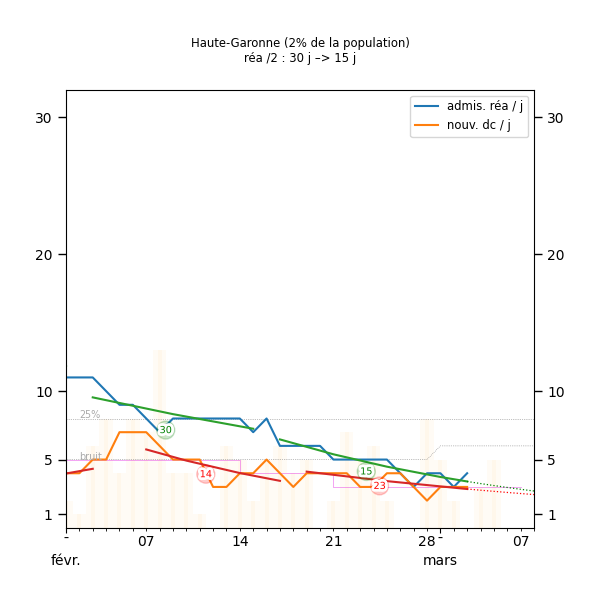 Haute-Garonne (2% de la population)
réa /2 : 30 j –> 15 j
admis. réa / j
nouv. dc / j
30
30
20
20
10
10
25%
30
bruit
5
5
14
15
23
1
1
07
14
21
28
07
févr.
mars